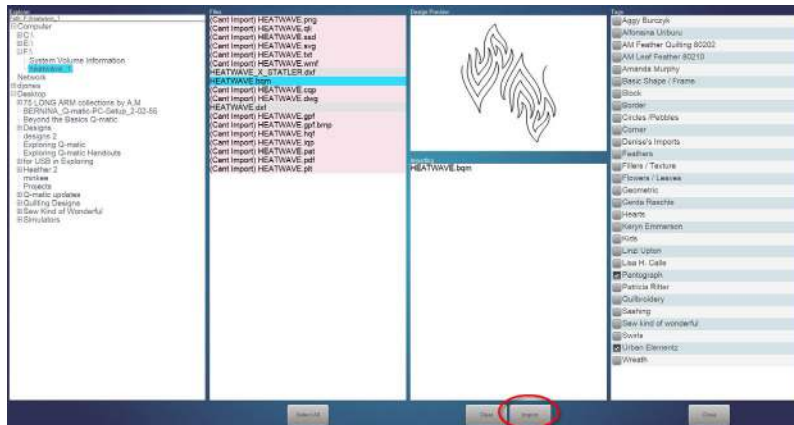 Explorer
Computer
C:\
E:\
F:\
System Volume Information
heatwave_1
Network
djones
Desktop
75 LONG ARM collections by A.M
BERNINA_Q-matic-PC-Setup_2-02-56
Beyond the Basics Q-matic
Designs
designs 2
Exploring Q-matic
Exploring Q-matic Handouts
for USB in Exploring
Heather 2
minkee
Projects
Q-matic updates
Quilting Designs
Sew Kind of Wonderful
Simulators
Files
(Cant Import) HEATWAVE.png
(Cant Import) HEATWAVE.qli
(Cant Import) HEATWAVE.ssd
(Cant Import) HEATWAVE.svg
(Cant Import) HEATWAVE.txt
(Cant Import) HEATWAVE.wmf
HEATWAVE_X_STATLER.dxf
HEATWAVE.bqm
(Cant Import) HEATWAVE.cqp
(Cant Import) HEATWAVE.dwg
HEATWAVE.dxf
(Cant Import) HEATWAVE.gpf
(Cant Import) HEATWAVE.gpf.bmp
(Cant Import) HEATWAVE.hqf
(Cant Import) HEATWAVE.iqp
(Cant Import) HEATWAVE.pat
(Cant Import) HEATWAVE.pdf
(Cant Import) HEATWAVE.plt
Select All
Design Preview
Importing
HEATWAVE.bqm
Clear
Import
Tags
Aggy Burczyk
Alfonsina Uriburu
AM Feather Quilting 80202
AM Leaf Feather 80210
Amanda Murphy
Basic Shape / Frame
Block
Border
Circles /Pebbles
Corner
Denise's Imports
Feathers
Fillers / Texture
Flowers / Leaves
Geometric
Gerda Raschle
Hearts
Keryn Emmerson
Kids
Linzi Upton
Lisa H. Calle
Pantograph
Patricia Ritter
Quiltbroidery
Sashing
Sew kind of wonderful
Swirls
Urban Elementz
Wreath
Close